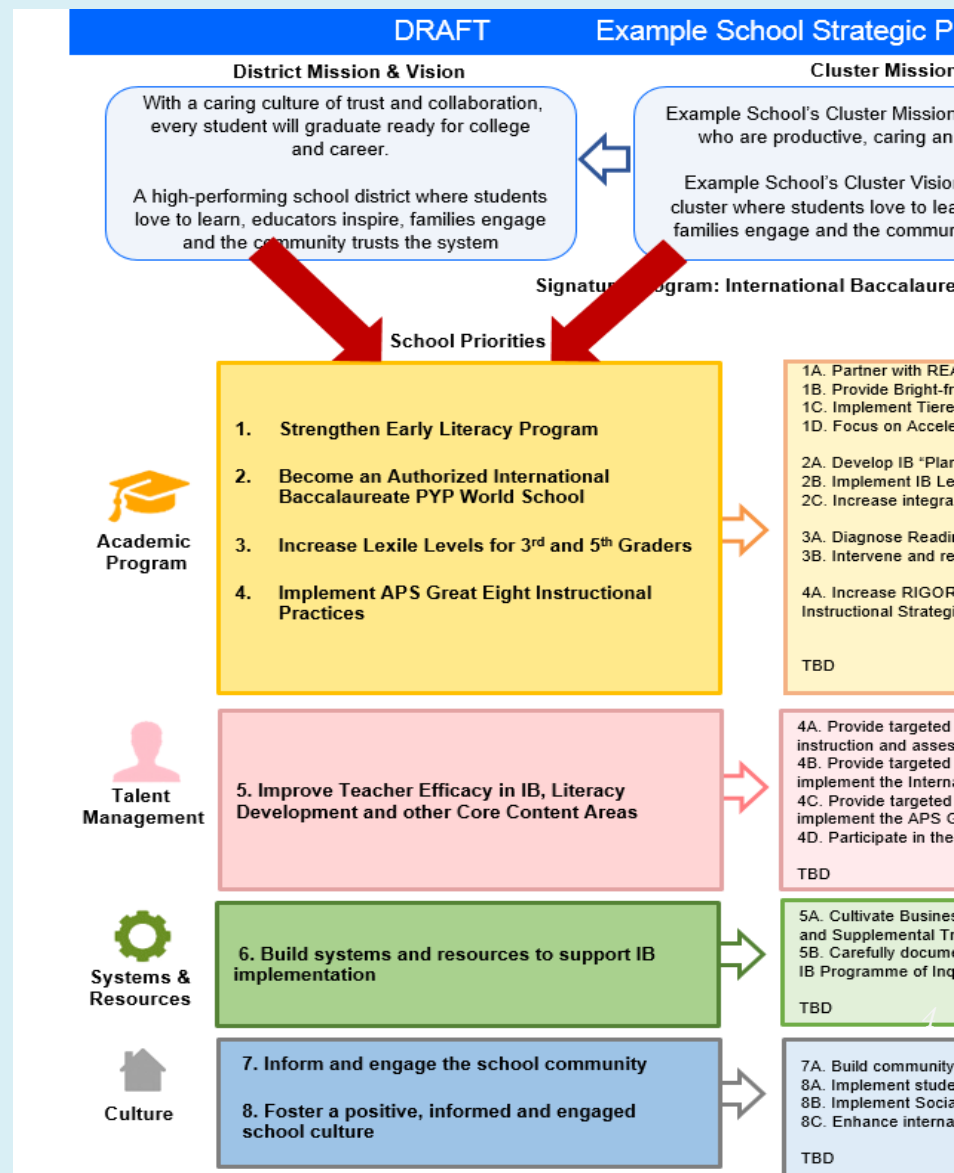 DRAFT Example School Strategic P
District Mission & Vision
With a caring culture of trust and collaboration,
every student will graduate ready for college
and career.
A high-performing school district where students
love to learn, educators inspire, families engage
and the community trusts the system
Cluster Mission
Example School's Cluster Mission
who are productive, caring an
Example School's Cluster Vision
cluster where students love to lea
families engage and the commun
Signature Program: International Baccalaure
School Priorities
Academic
Program
1. Strengthen Early Literacy Program
2. Become an Authorized International
Baccalaureate PYP World School
3. Increase Lexile Levels for 3rd and 5th Graders
4. Implement APS Great Eight Instructional
Practices
1A. Partner with REA
1B. Provide Bright-fr
1C. Implement Tiere
1D. Focus on Accele
2A. Develop IB "Plan
2B. Implement IB Le
2C. Increase integra
3A. Diagnose Readin
3B. Intervene and re
4A. Increase RIGOR
Instructional Strategi
TBD
Talent
Management
5. Improve Teacher Efficacy in IB, Literacy
Development and other Core Content Areas
4A. Provide targeted
instruction and asses
4B. Provide targeted
implement the Interna
4C. Provide targeted
implement the APS G
4D. Participate in the
TBD
Systems &
Resources
6. Build systems and resources to support IB
implementation
5A. Cultivate Busines
and Supplemental Tr
5B. Carefully docume
IB Programme of Inq
TBD
Culture
7. Inform and engage the school community
8. Foster a positive, informed and engaged
school culture
7A. Build community
8A. Implement stude
8B. Implement Socia
8C. Enhance interna
TBD